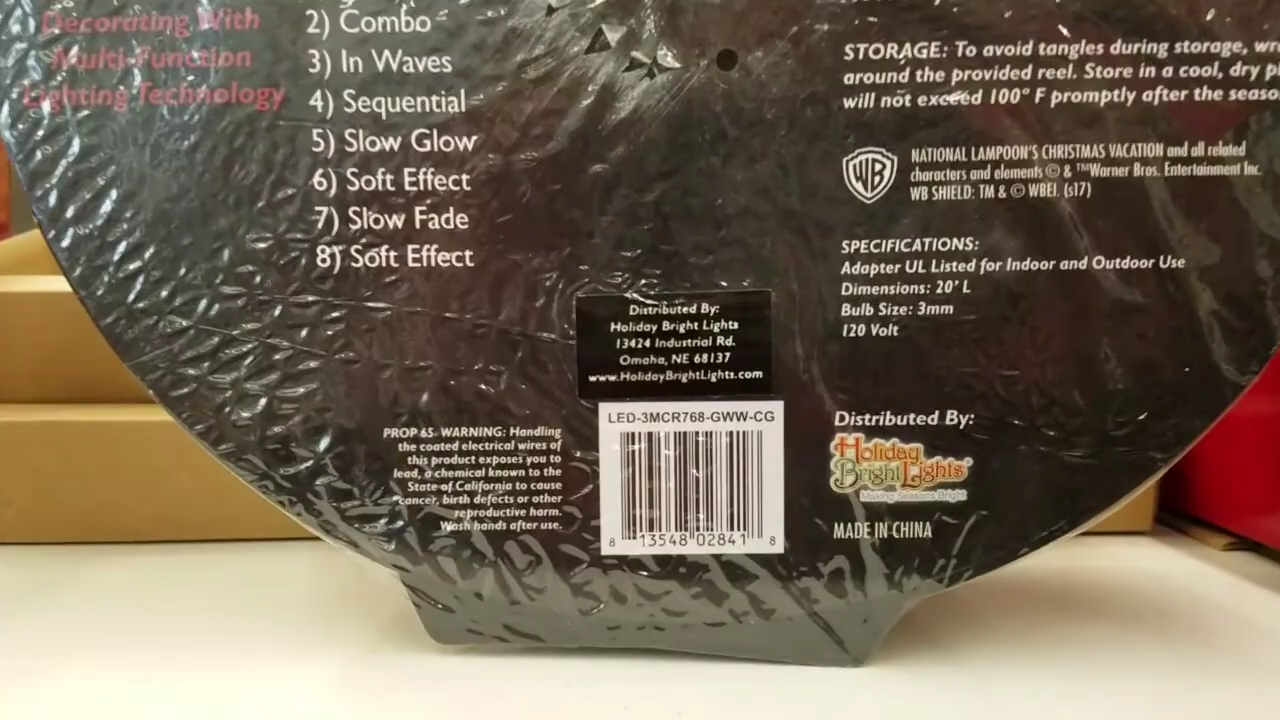 Decorating With
Multi-Function
Lighting Technology
2) Combo
3) In Waves
4) Sequential
5) Slow Glow
6) Soft Effect
7) Slow Fade
8) Soft Effect
STORAGE: To avoid tangles during storage,
around the provided reel. Store in a cool, dry
will not exceed 100° F promptly after the
WB
NATIONAL LAMPOON'S CHRISTMAS VACATION and all related
characters and elements © & ™Warner Bros. Entertainment Inc.
WB SHIELD: TM & © WBEI. (s17)
SPECIFICATIONS:
Adapter UL Listed for Indoor and Outdoor Use
Dimensions: 20' L
Bulb Size: 3mm
120 Volt
Distributed By:
Holiday Bright Lights
13424 Industrial Rd.
Omaha, NE 68137
www.HolidayBrightLights.com
LED-3MCR768-GWW-CG
8 13548 02841 8
PROP 65 WARNING: Handling
the coated electrical wires of
this product exposes you to
lead, a chemical known to the
State of California to cause
cancer, birth defects or other
reproductive harm.
Wash hands after use.
Distributed By:
Holiday
Bright Lights®
Making Seasons Bright
MADE IN CHINA